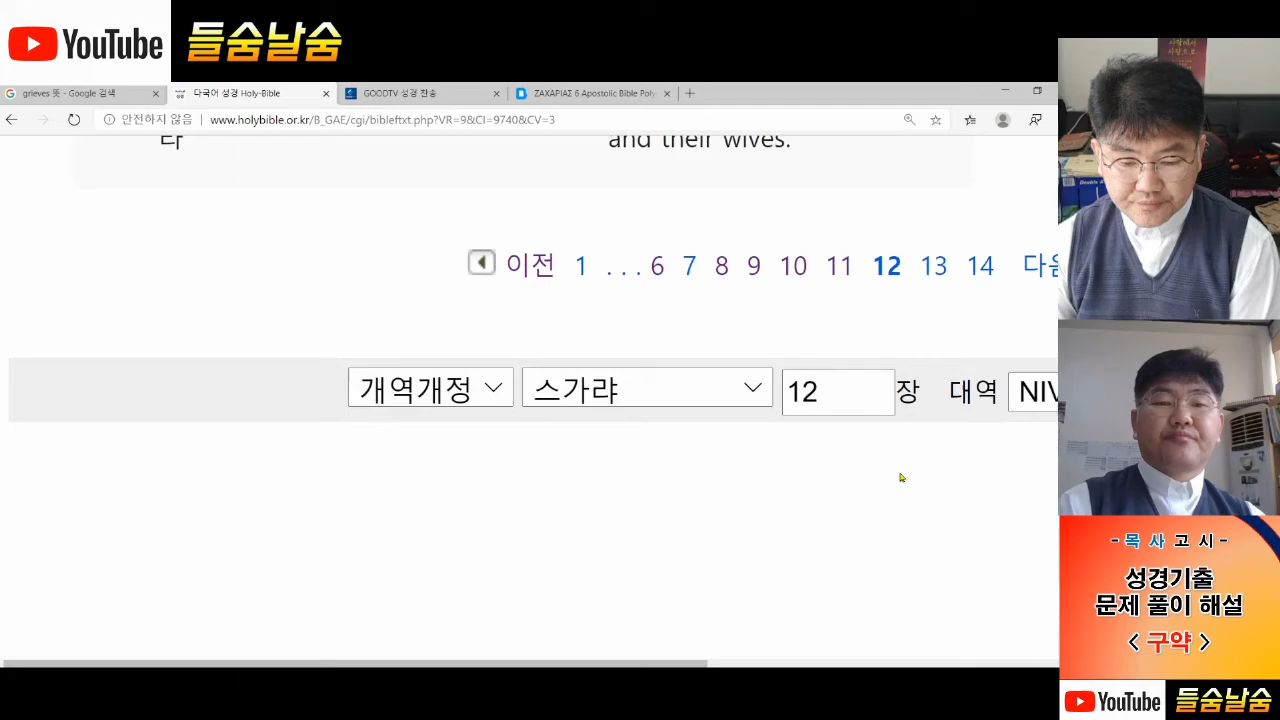 YouTube 들숨날숨
grieves 뜻 - Google 검색
다국어 성경 Holy-Bible
GOODTV 성경 찬송
ΖΑΧΑΡΙΑΣ 6 Apostolic Bible Poly
안전하지 않음 www.holybible.or.kr/B_GAE/cgi/bibleftxt.php?VR=9&CI=9740&CV=3
라 and their wives.
이전 1 ... 6 7 8 9 10 11 12 13 14 다음
개역개정 스가랴 12 장 대역 NIV
- 목 사 고 시 -
성경기출
문제 풀이 해설
< 구약 >
YouTube 들숨날숨